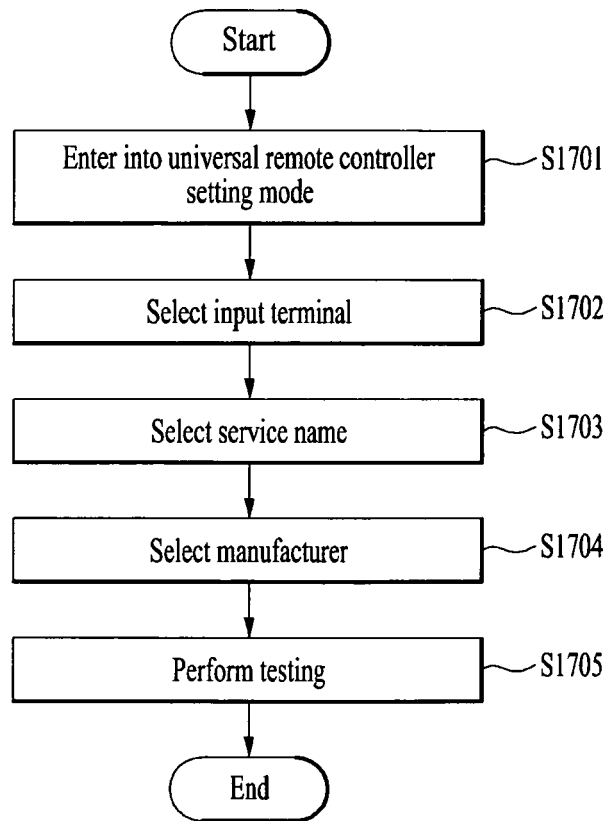 Start
Enter into universal remote controller
setting mode
S1701
Select input terminal
S1702
Select service name
S1703
Select manufacturer
S1704
Perform testing
S1705
End